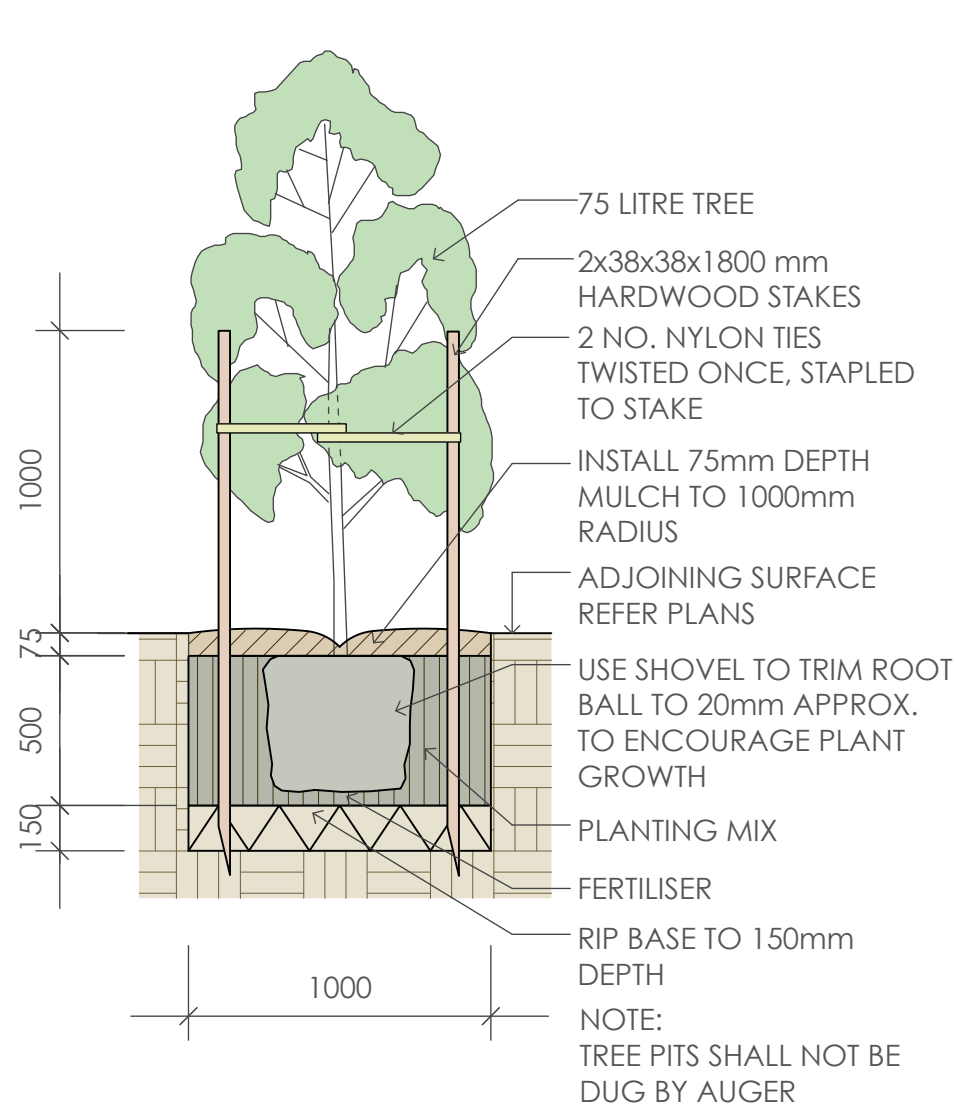 75 LITRE TREE
2x38x38x1800 mm
HARDWOOD STAKES
2 NO. NYLON TIES
TWISTED ONCE, STAPLED
TO STAKE
INSTALL 75mm DEPTH
MULCH TO 1000mm
RADIUS
ADJOINING SURFACE
REFER PLANS
USE SHOVEL TO TRIM ROOT
BALL TO 20mm APPROX.
TO ENCOURAGE PLANT
GROWTH
PLANTING MIX
FERTILISER
RIP BASE TO 150mm
DEPTH
NOTE:
TREE PITS SHALL NOT BE
DUG BY AUGER
1000
75
500
150
1000